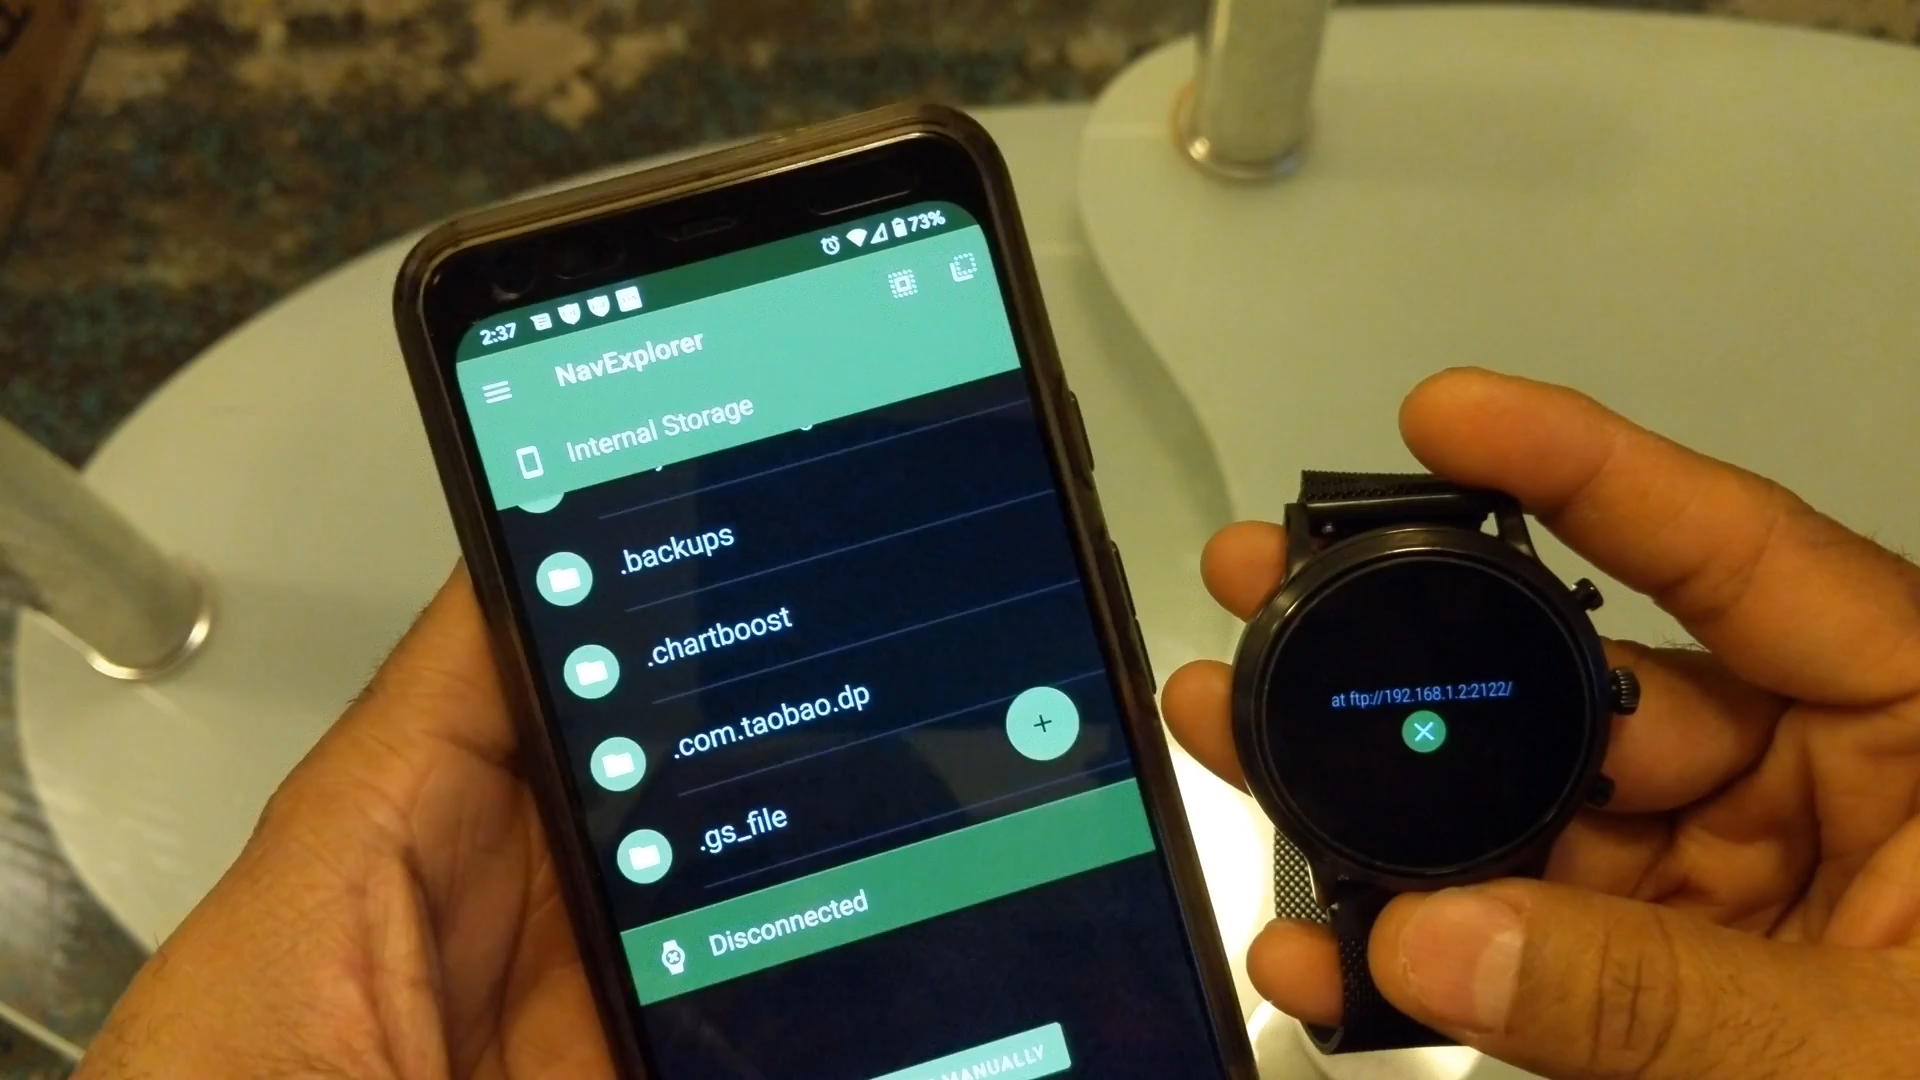 2:37 73%
NavExplorer
Internal Storage
.backups
.chartboost
.com.taobao.dp
.gs_file
Disconnected
MANUALLY
at ftp://192.168.1.2:2122/